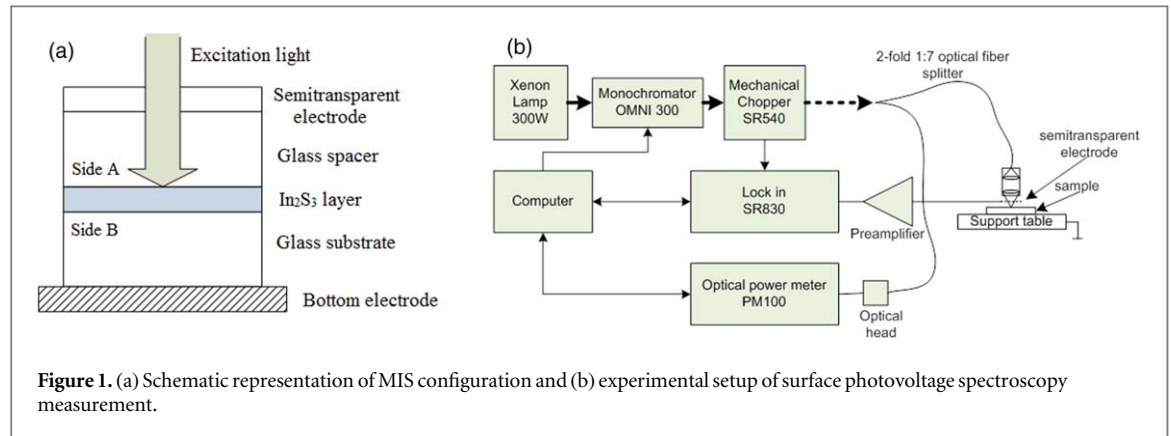 (a)
Excitation light
Semitransparent
electrode
Glass spacer
Side A
In₂S₃ layer
Side B
Glass substrate
Bottom electrode
(b)
2-fold 1:7 optical fiber
splitter
Xenon
Lamp
300W
Monochromator
OMNI 300
Mechanical
Chopper
SR540
semitransparent
electrode
sample
Computer
Lock in
SR830
Preamplifier
Support table
Optical power meter
PM100
Optical
head
Figure 1. (a) Schematic representation of MIS configuration and (b) experimental setup of surface photovoltage spectroscopy
measurement.